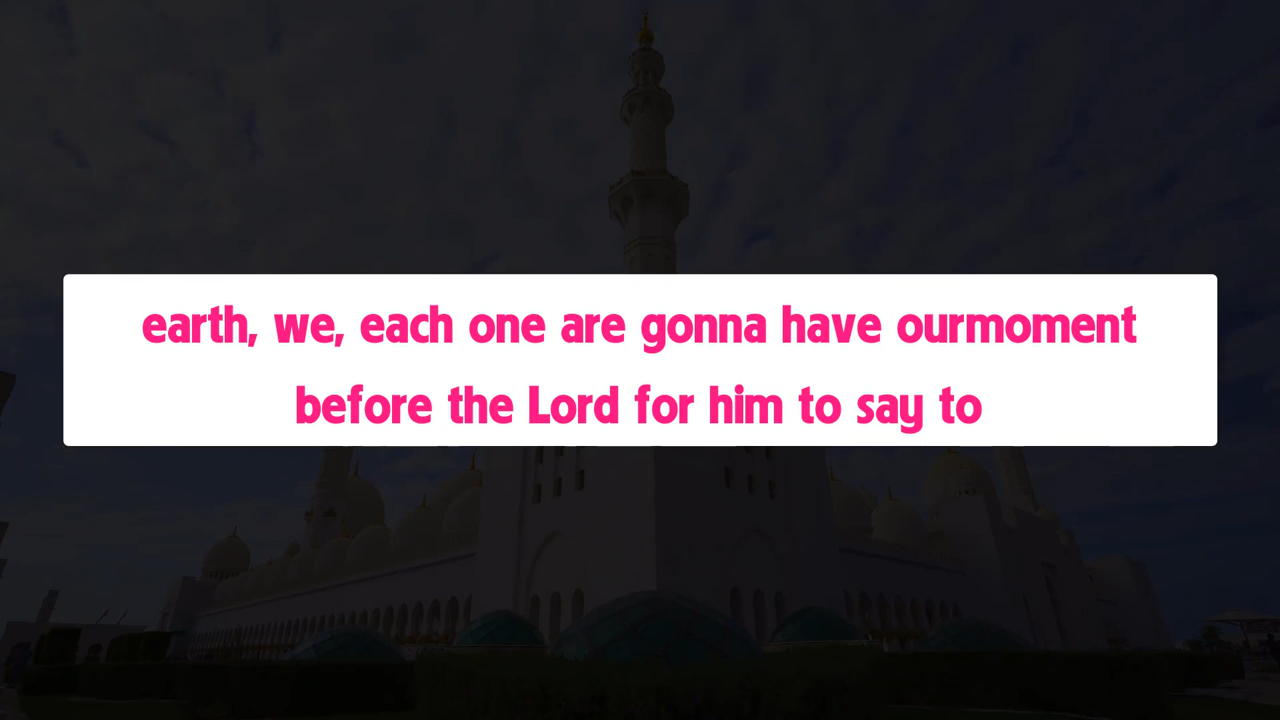 earth, we, each one are gonna have ourmoment
before the Lord for him to say to